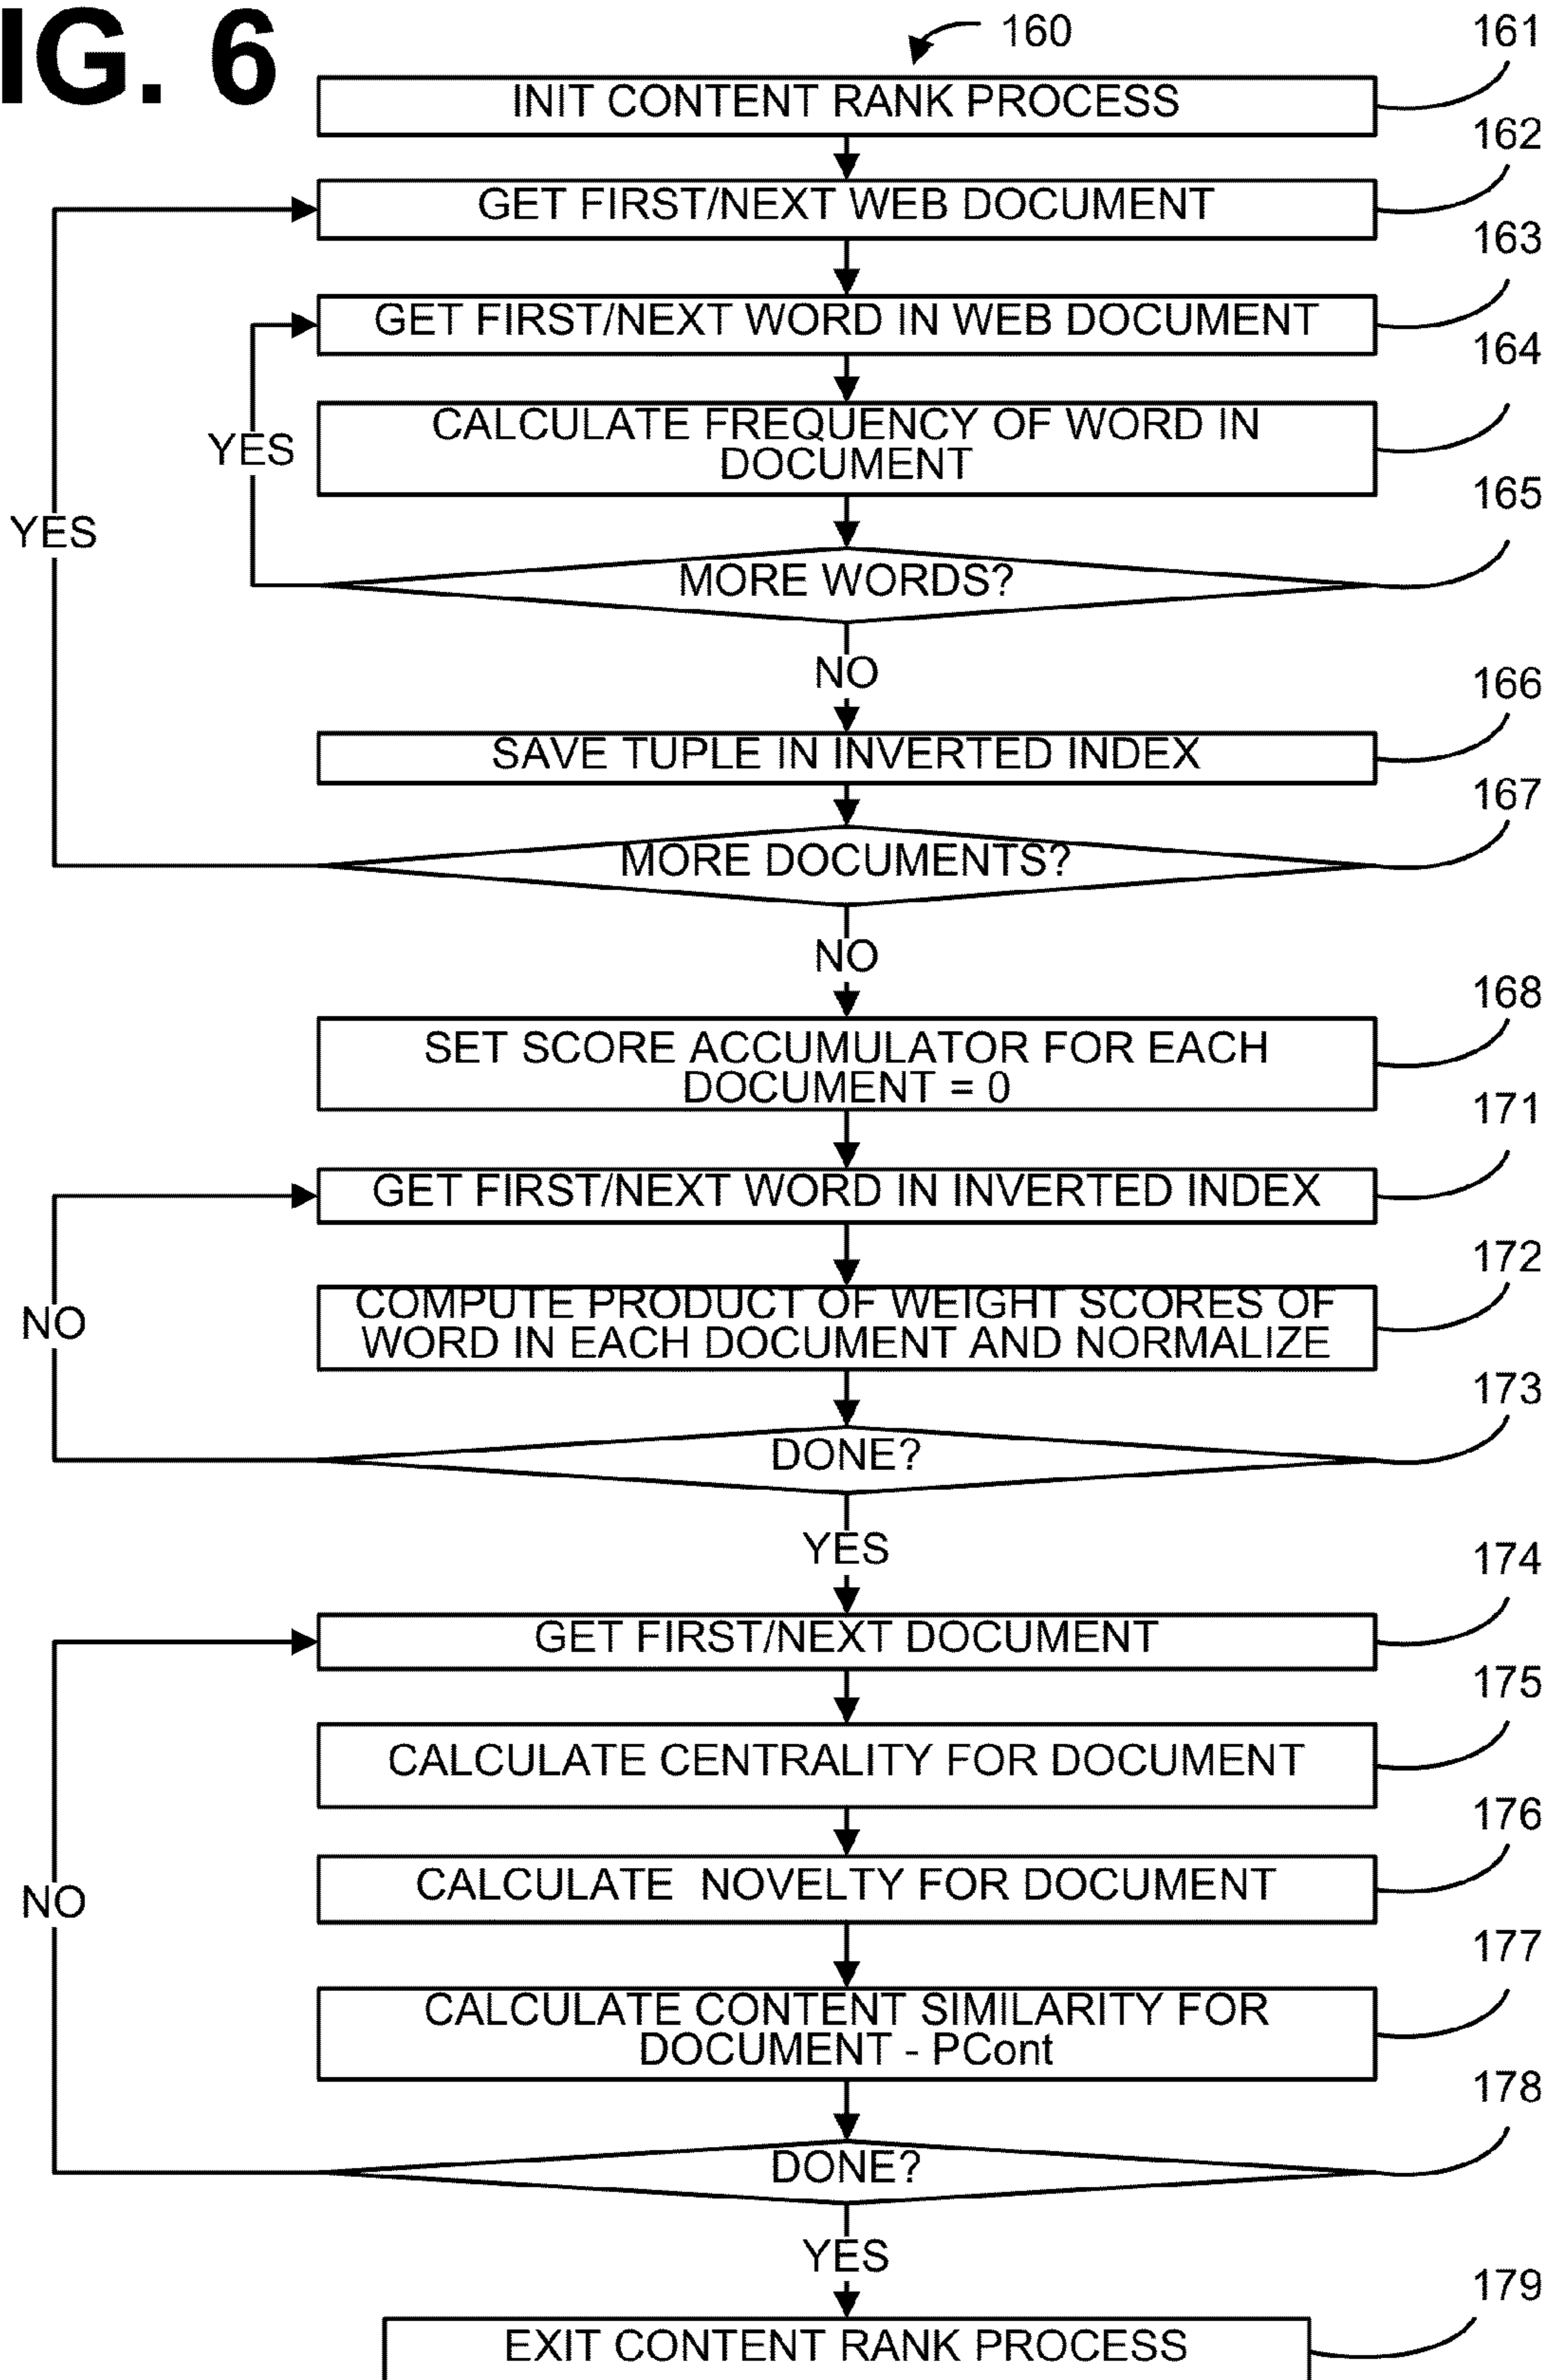 IG. 6
160
161
INIT CONTENT RANK PROCESS
162
GET FIRST/NEXT WEB DOCUMENT
163
GET FIRST/NEXT WORD IN WEB DOCUMENT
164
CALCULATE FREQUENCY OF WORD IN
DOCUMENT
YES
165
YES
MORE WORDS?
NO
166
SAVE TUPLE IN INVERTED INDEX
167
MORE DOCUMENTS?
NO
168
SET SCORE ACCUMULATOR FOR EACH
DOCUMENT = 0
171
GET FIRST/NEXT WORD IN INVERTED INDEX
172
COMPUTE PRODUCT OF WEIGHT SCORES OF
WORD IN EACH DOCUMENT AND NORMALIZE
NO
173
DONE?
YES
174
GET FIRST/NEXT DOCUMENT
175
CALCULATE CENTRALITY FOR DOCUMENT
176
CALCULATE NOVELTY FOR DOCUMENT
NO
177
CALCULATE CONTENT SIMILARITY FOR
DOCUMENT - PCont
178
DONE?
YES
179
EXIT CONTENT RANK PROCESS